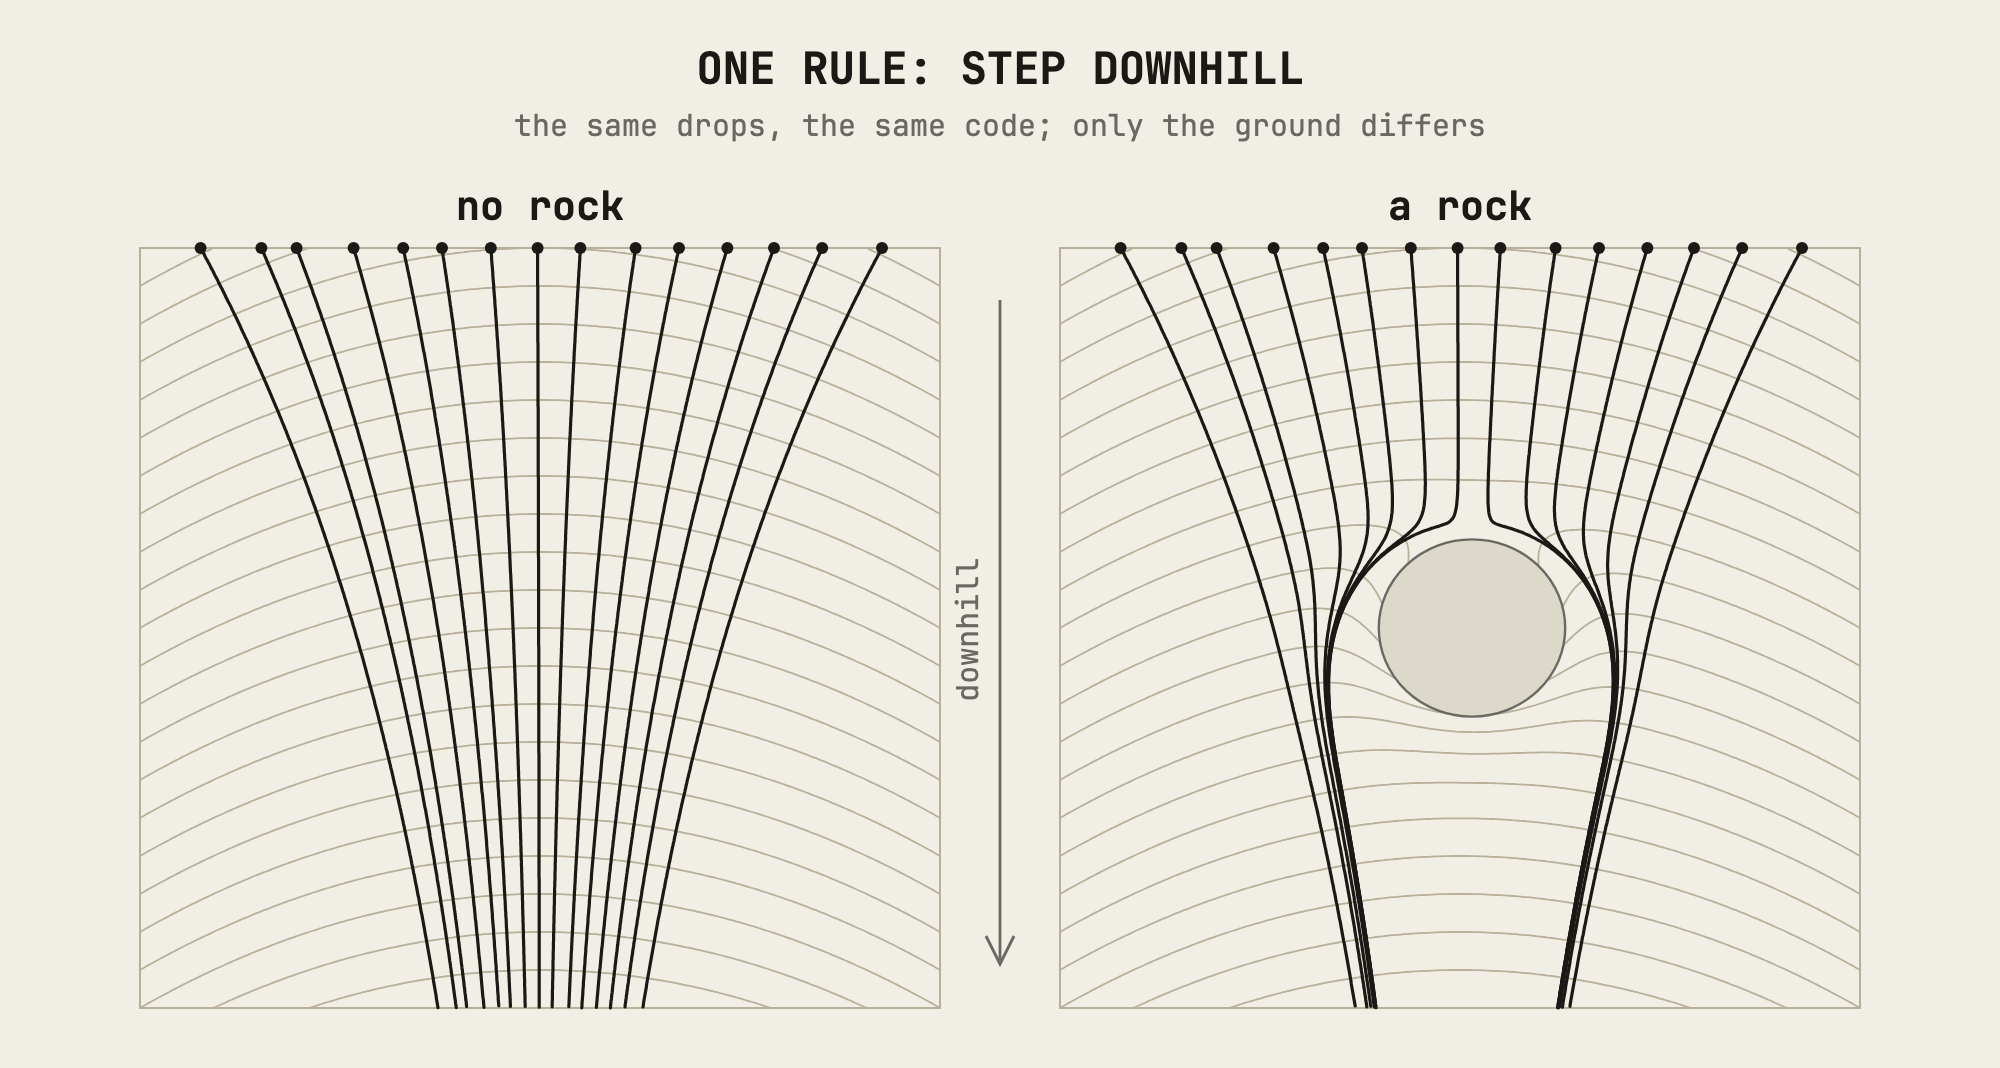 ONE RULE: STEP DOWNHILL
the same drops, the same code; only the ground differs
no rock
a rock
downhill